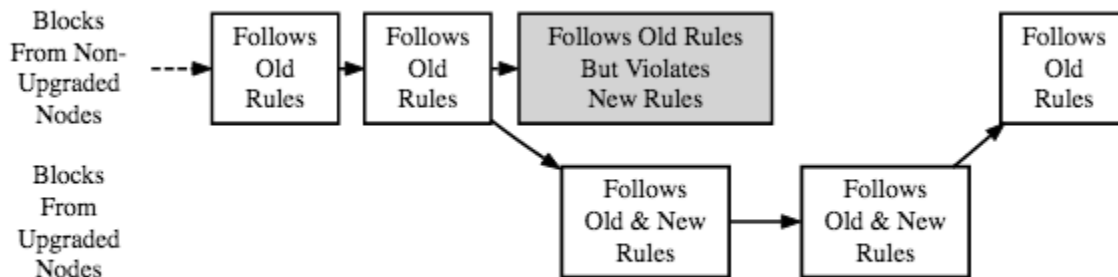 Blocks
From Non-
Upgraded
Nodes
Follows
Old
Rules
Follows
Old
Rules
Follows Old Rules
But Violates
New Rules
Follows
Old
Rules
Blocks
From
Upgraded
Nodes
Follows
Old & New
Rules
Follows
Old & New
Rules